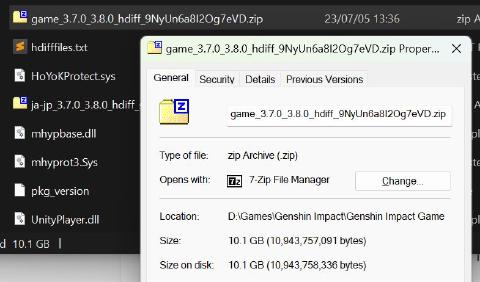 game_3.7.0_3.8.0_hdiff_9NyUn6a8I2Og7eVD.zip 23/07/05 13:36 zip A
hdifffiles.txt
HoYoKProtect.sys
ja-jp_3.7.0_3.8.0_hdiff_
mhypbase.dll
mhyprot3.Sys
pkg_version
UnityPlayer.dll
d 10.1 GB
game_3.7.0_3.8.0_hdiff_9NyUn6a8I2Og7eVD.zip Proper...
General Security Details Previous Versions
game_3.7.0_3.8.0_hdiff_9NyUn6a8I2Og7eVD.zip
Type of file: zip Archive (.zip)
Opens with: 7-Zip File Manager Change...
Location: D:\Games\Genshin Impact\Genshin Impact Game
Size: 10.1 GB (10,943,757,091 bytes)
Size on disk: 10.1 GB (10,943,758,336 bytes)